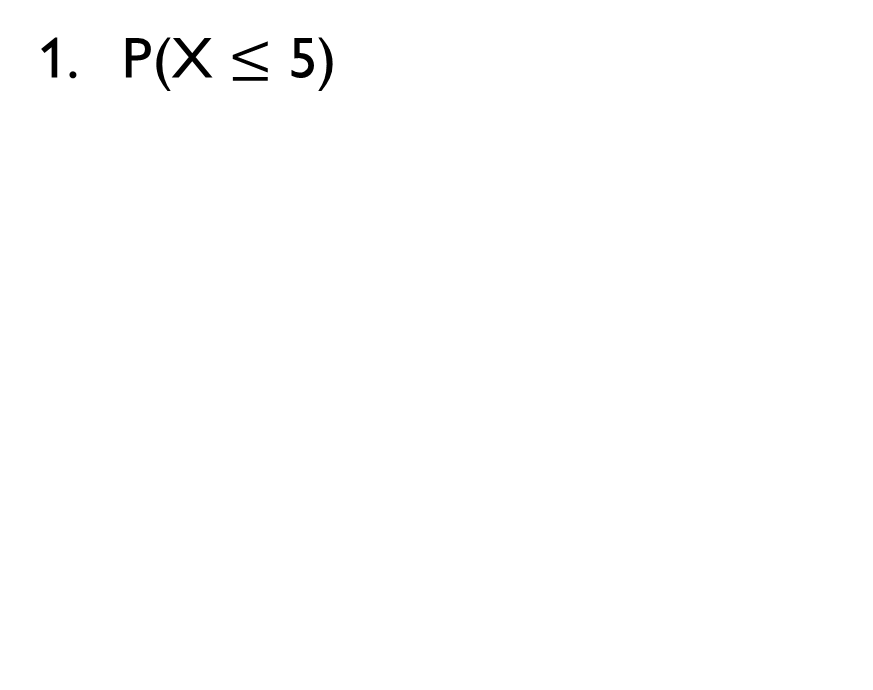 1. P(X ≤ 5)